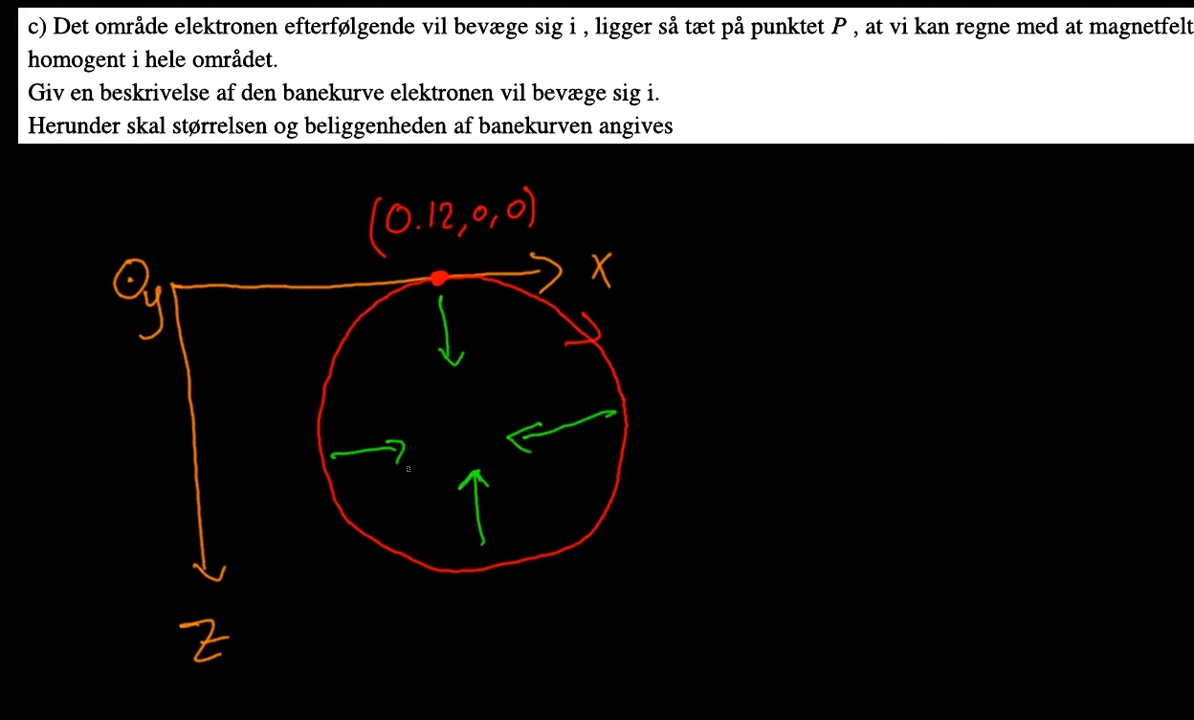 c) Det område elektronen efterfølgende vil bevæge sig i , ligger så tæt på punktet P , at vi kan regne med at magnetfelt
homogent i hele området.
Giv en beskrivelse af den banekurve elektronen vil bevæge sig i.
Herunder skal størrelsen og beliggenheden af banekurven angives
(0.12,0,0)
y
x
z